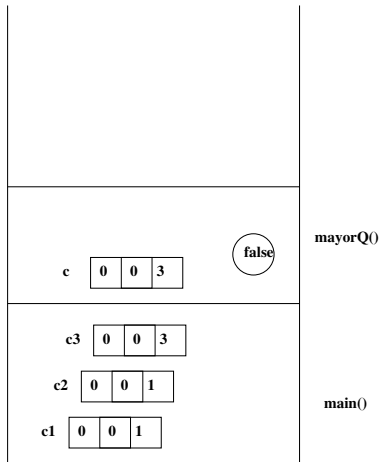 mayorQ()
false
c 0 0 3
c3 0 0 3
c2 0 0 1
main()
c1 0 0 1